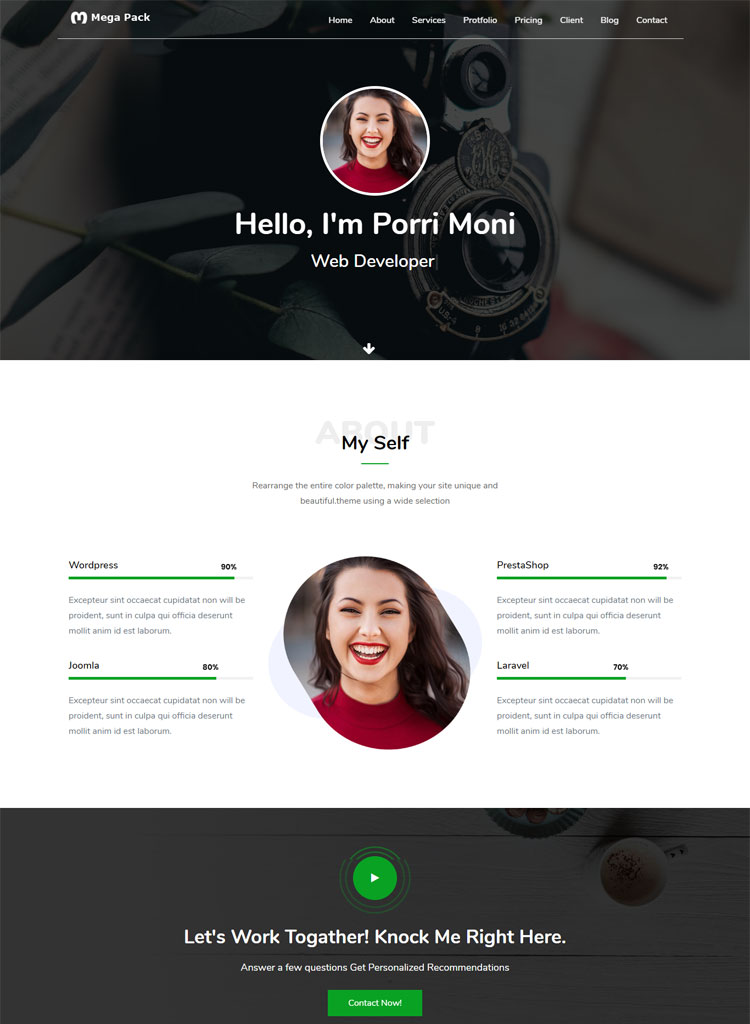 Mega Pack
Home About Services Protfolio Pricing Client Blog Contact
Hello, I'm Porri Moni
Web Developer
ABOUT
My Self
Rearrange the entire color palette, making your site unique and
beautiful.theme using a wide selection
Wordpress 90%
Excepteur sint occaecat cupidatat non will be
proident, sunt in culpa qui officia deserunt
mollit anim id est laborum.
Joomla 80%
Excepteur sint occaecat cupidatat non will be
proident, sunt in culpa qui officia deserunt
mollit anim id est laborum.
PrestaShop 92%
Excepteur sint occaecat cupidatat non will be
proident, sunt in culpa qui officia deserunt
mollit anim id est laborum.
Laravel 70%
Excepteur sint occaecat cupidatat non will be
proident, sunt in culpa qui officia deserunt
mollit anim id est laborum.
Let's Work Togather! Knock Me Right Here.
Answer a few questions Get Personalized Recommendations
Contact Now!